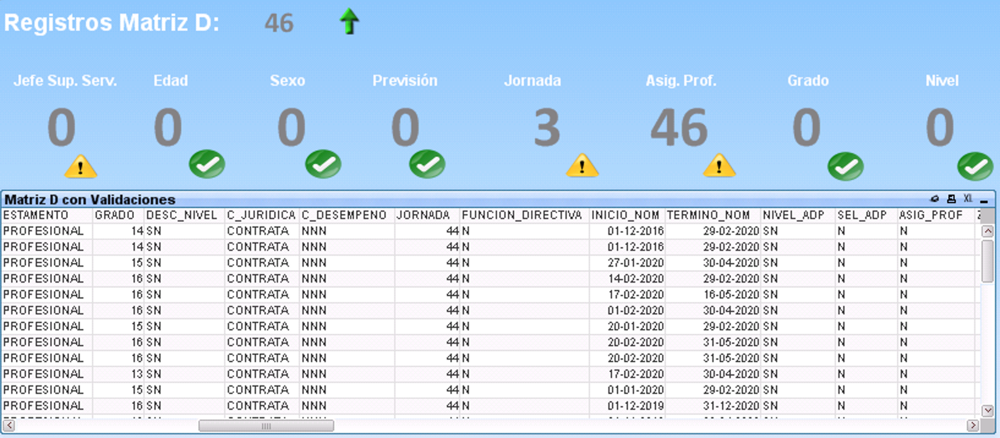 Registros Matriz D: 46
Jefe Sup. Serv. Edad Sexo Previsión Jornada Asig. Prof. Grado Nivel
0 0 0 0 3 46 0 0
Matriz D con Validaciones XL
ESTAMENTO GRADO DESC_NIVEL C_JURIDICA C_DESEMPENO JORNADA FUNCION_DIRECTIVA INICIO_NOM TERMINO_NOM NIVEL_ADP SEL_ADP ASIG_PROF
PROFESIONAL 14 SN CONTRATA NNN 44 N 01-12-2016 29-02-2020 SN N N
PROFESIONAL 14 SN CONTRATA NNN 44 N 01-12-2016 29-02-2020 SN N N
PROFESIONAL 15 SN CONTRATA NNN 44 N 27-01-2020 30-04-2020 SN N N
PROFESIONAL 16 SN CONTRATA NNN 44 N 14-02-2020 29-02-2020 SN N N
PROFESIONAL 16 SN CONTRATA NNN 44 N 17-02-2020 16-05-2020 SN N N
PROFESIONAL 16 SN CONTRATA NNN 44 N 01-02-2020 30-04-2020 SN N N
PROFESIONAL 15 SN CONTRATA NNN 44 N 20-01-2020 29-02-2020 SN N N
PROFESIONAL 16 SN CONTRATA NNN 44 N 20-02-2020 31-05-2020 SN N N
PROFESIONAL 16 SN CONTRATA NNN 44 N 20-02-2020 31-05-2020 SN N N
PROFESIONAL 13 SN CONTRATA NNN 44 N 17-02-2020 30-04-2020 SN N N
PROFESIONAL 15 SN CONTRATA NNN 44 N 01-01-2020 29-02-2020 SN N N
PROFESIONAL 16 SN CONTRATA NNN 44 N 01-12-2019 31-12-2020 SN N N